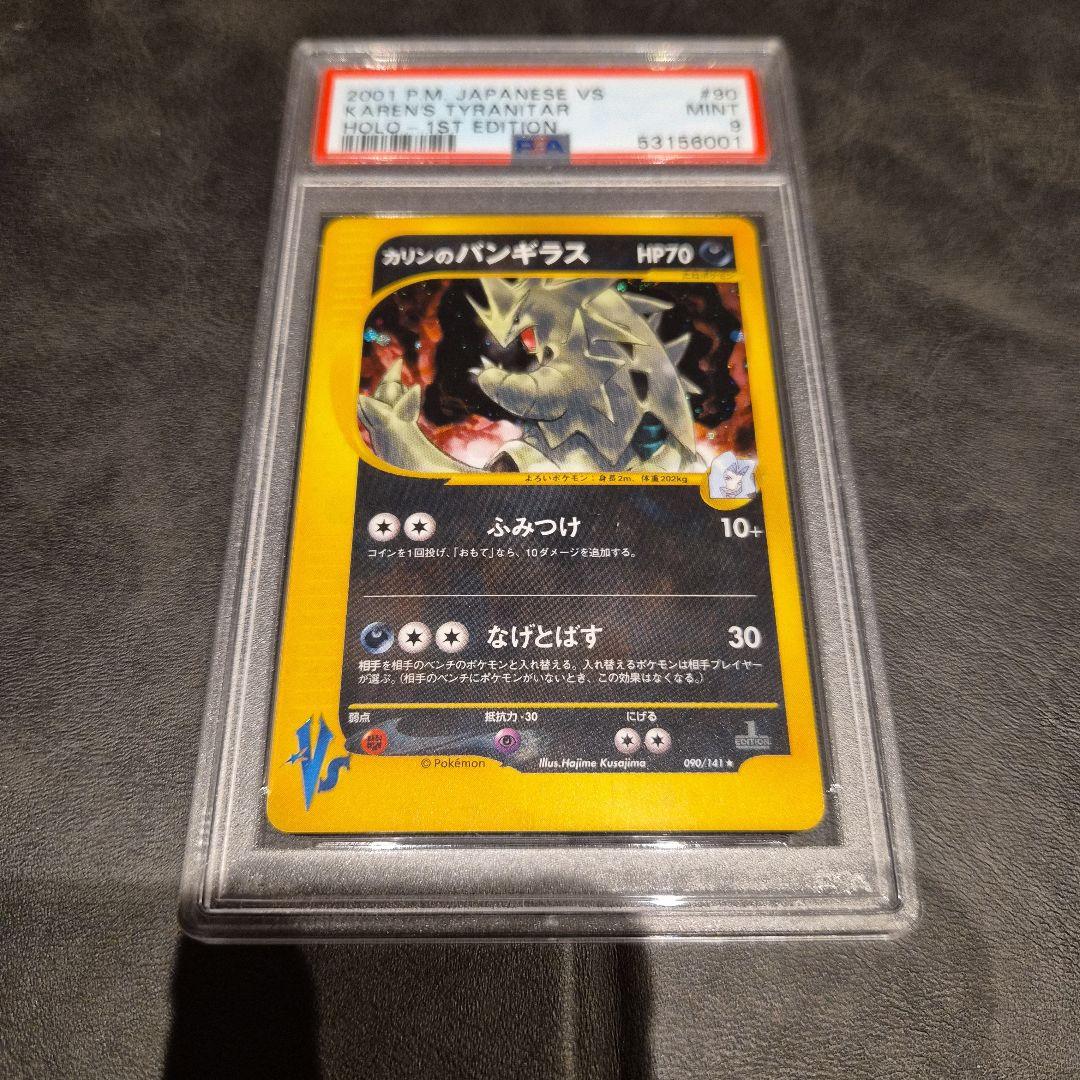 2001 P.M. JAPANESE VS #90
KAREN'S TYRANITAR MINT
HOLO - 1ST EDITION 9
PSA 53156001
カリンのバンギラス HP70
たねポケモン
よろいポケモン：身長2m、体重202kg
ふみつけ 10+
コインを1回投げ、「おもて」なら、10ダメージを追加する。
なげとばす 30
相手を相手のベンチのポケモンと入れ替える。入れ替えるポケモンは相手プレイヤー
が選ぶ。（相手のベンチにポケモンがいないとき、この効果はなくなる。）
弱点 抵抗力-30 にげる
1 EDITION
VS
© Pokémon Illus.Hajime Kusajima 090/141★